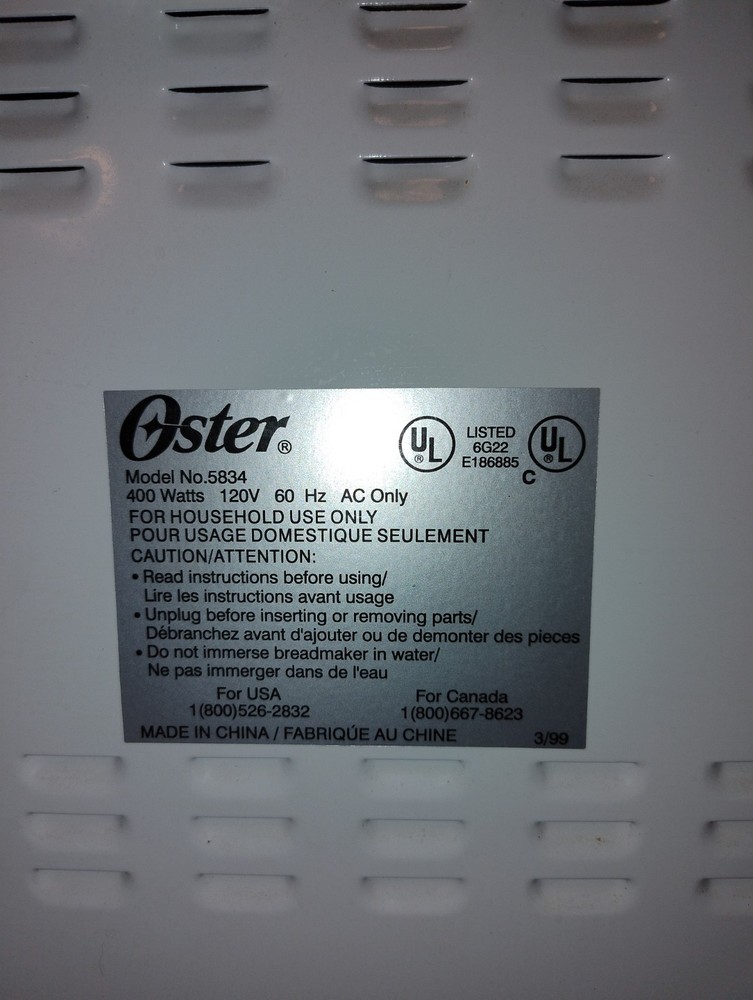 Oster®
UL® LISTED 6G22 E186885 C UL®
Model No.5834
400 Watts 120V 60 Hz AC Only
FOR HOUSEHOLD USE ONLY
POUR USAGE DOMESTIQUE SEULEMENT
CAUTION/ATTENTION:
• Read instructions before using/
Lire les instructions avant usage
• Unplug before inserting or removing parts/
Débranchez avant d'ajouter ou de demonter des pieces
• Do not immerse breadmaker in water/
Ne pas immerger dans de l'eau
For USA For Canada
1(800)526-2832 1(800)667-8623
MADE IN CHINA / FABRIQÚE AU CHINE 3/99